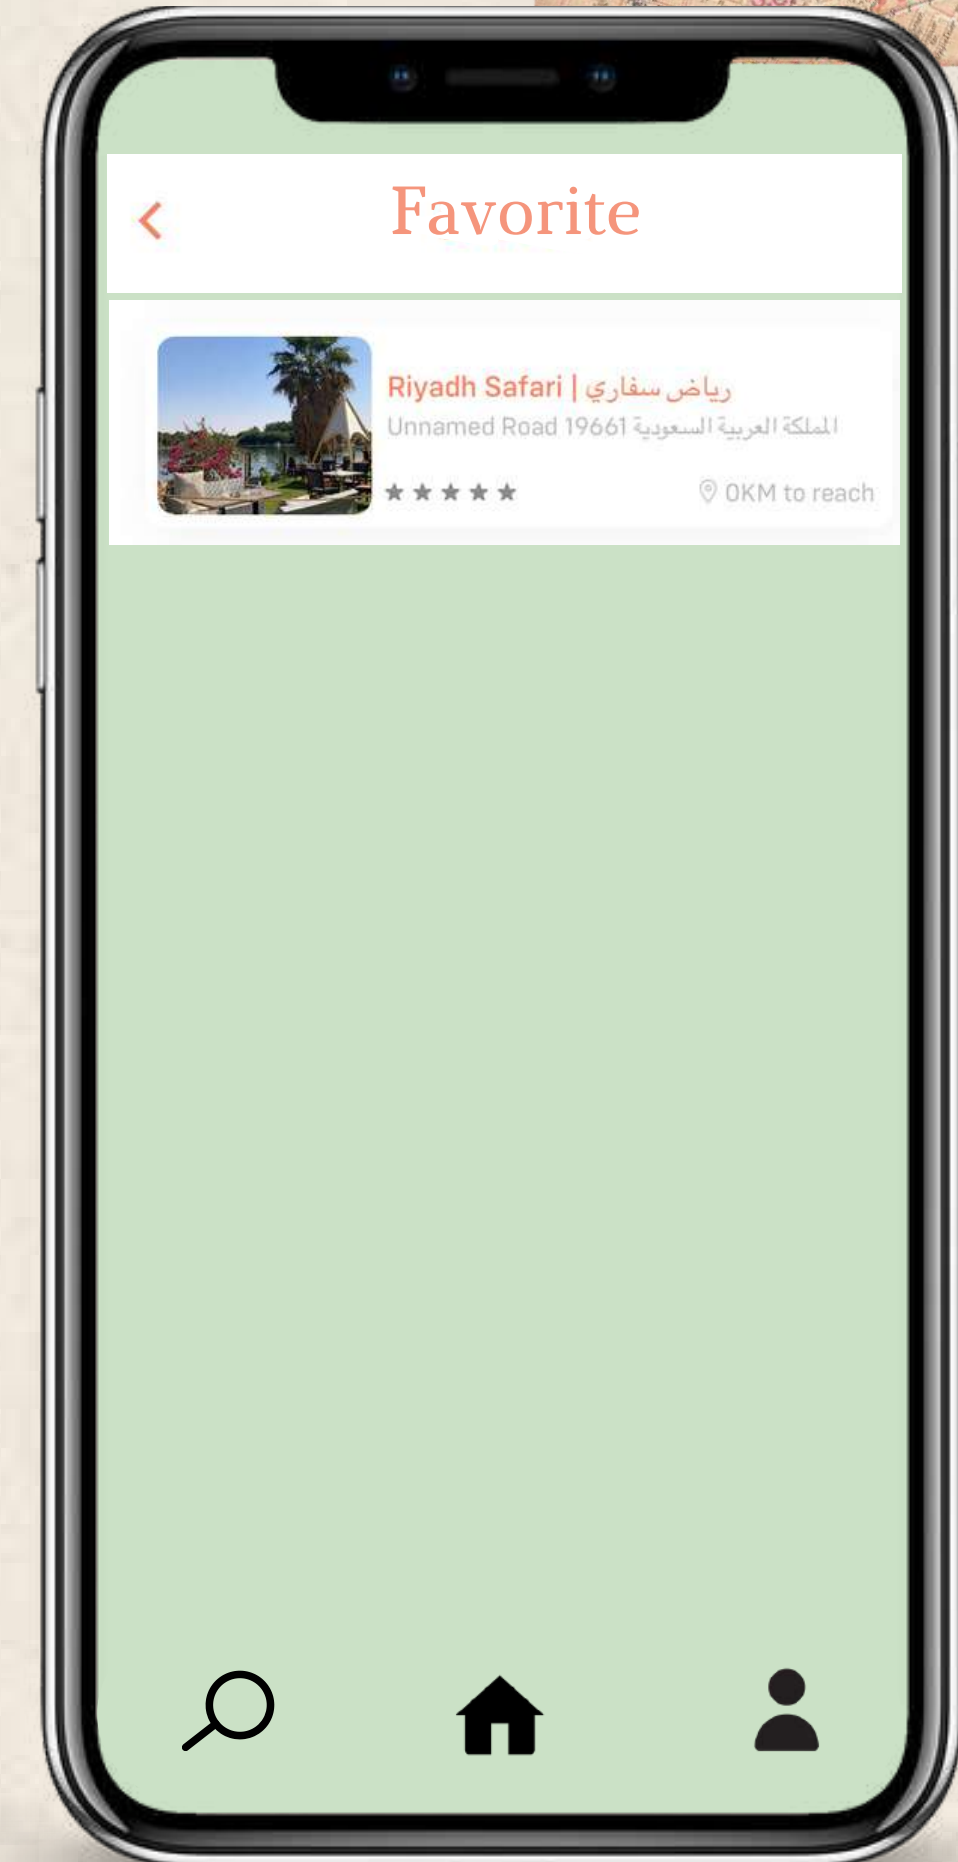 Favorite
Riyadh Safari | رياض سفاري
Unnamed Road 19661 المملكة العربية السعودية
0KM to reach